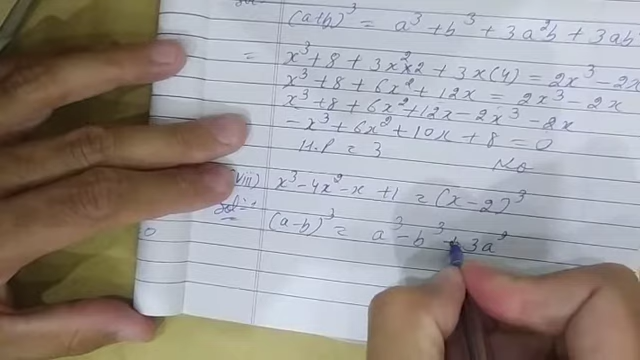 (a+b)³ = a³ + b³ + 3a²b + 3ab
= x³ + 8 + 3x²×2 + 3x(4) = 2x³ - 2x
x³ + 8 + 6x² + 12x = 2x³ - 2x
x³ + 8 + 6x² + 12x - 2x³ - 2x
-x³ + 6x² + 10x + 8 = 0
H.P = 3 No
(viii) x³ - 4x² - x + 1 = (x - 2)³
Sol:- (a-b)³ = a³ - b³ + 3a²